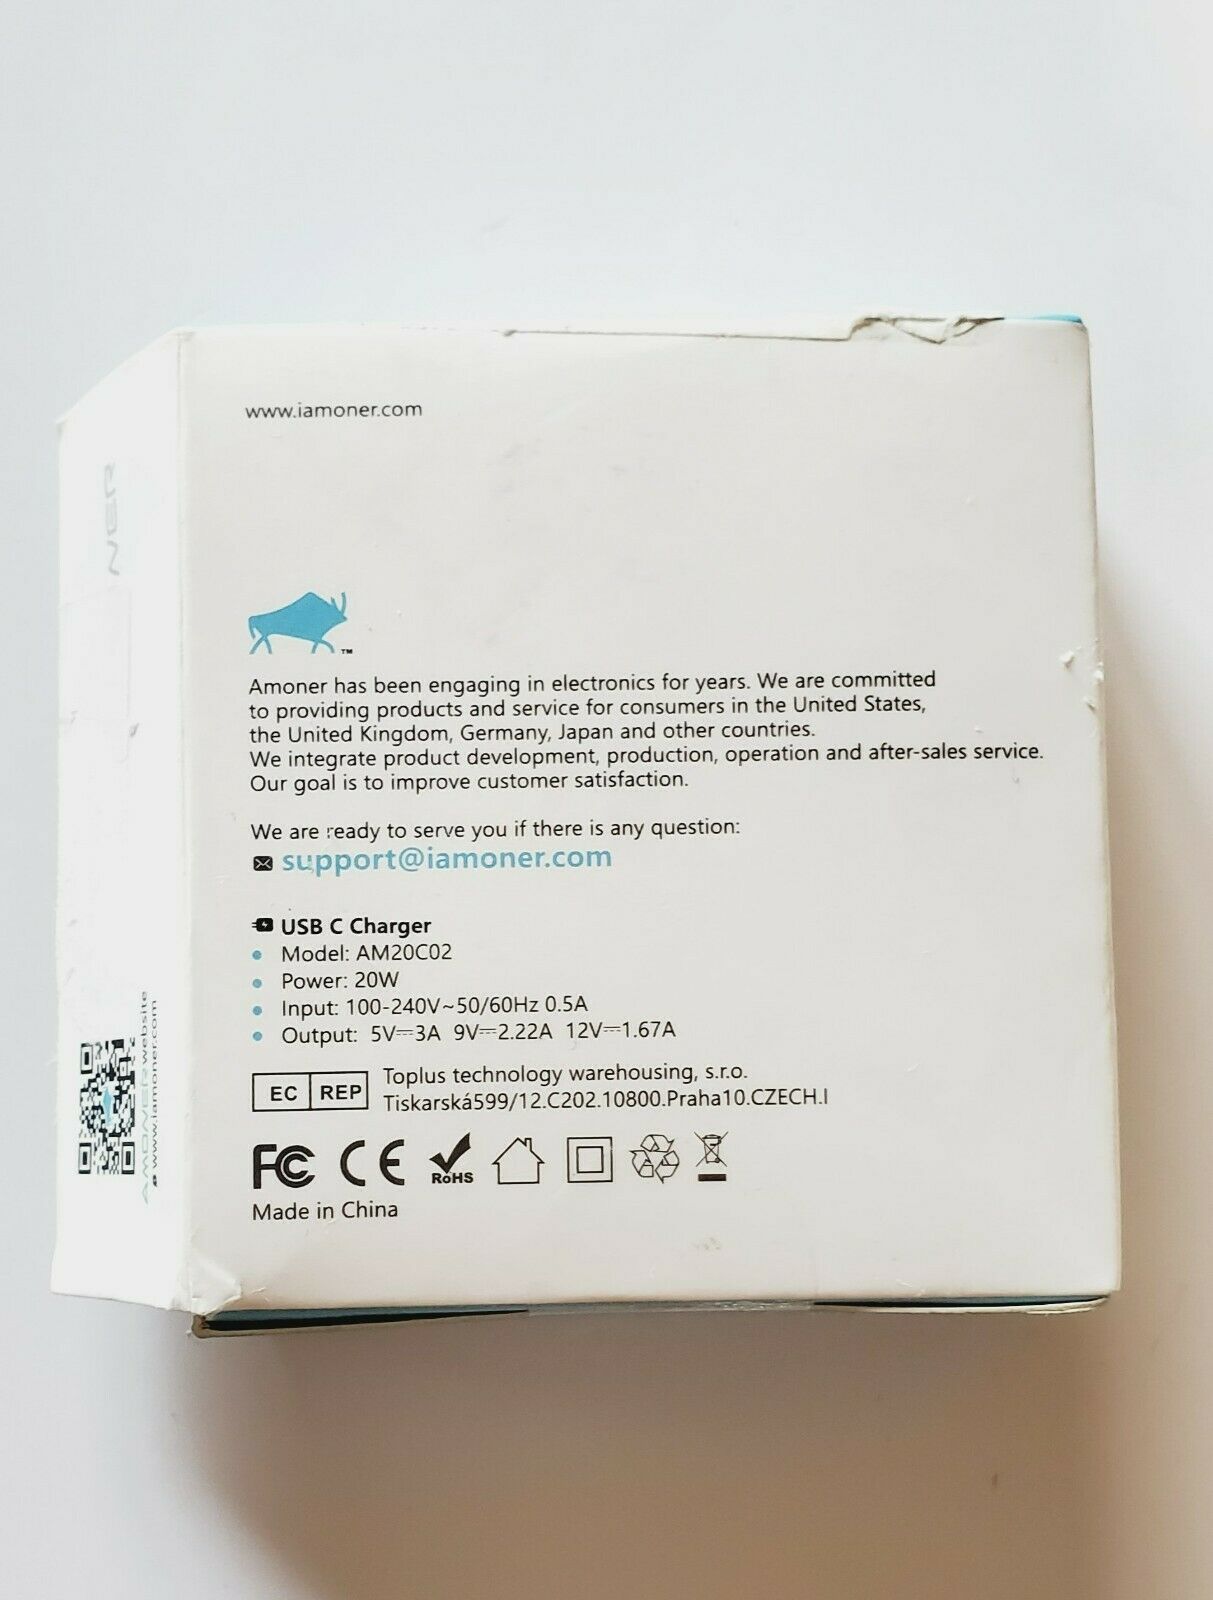 www.iamoner.com
NER
TM
Amoner has been engaging in electronics for years. We are committed
to providing products and service for consumers in the United States,
the United Kingdom, Germany, Japan and other countries.
We integrate product development, production, operation and after-sales service.
Our goal is to improve customer satisfaction.
We are ready to serve you if there is any question:
support@iamoner.com
USB C Charger
Model: AM20C02
Power: 20W
Input: 100-240V~50/60Hz 0.5A
Output: 5V⎓3A 9V⎓2.22A 12V⎓1.67A
EC REP
Toplus technology warehousing, s.r.o.
Tiskarská599/12.C202.10800.Praha10.CZECH.I
FC CE RoHS
Made in China
AMONER website
www.iamoner.com